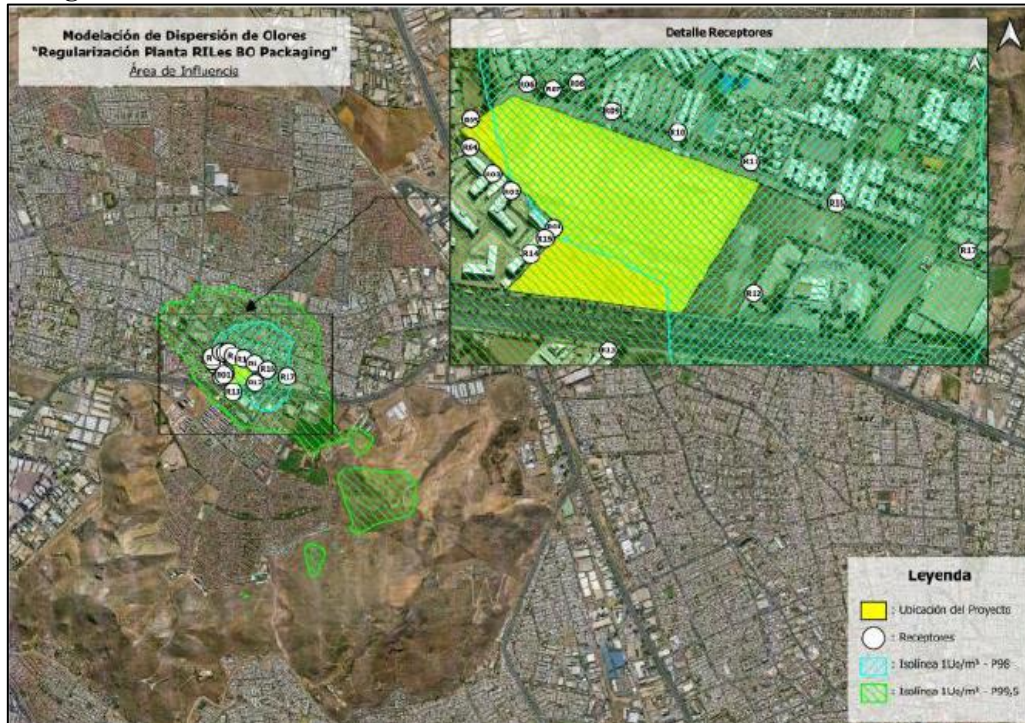 Modelación de Dispersión de Olores
"Regularización Planta RILes BO Packaging"
Área de Influencia
Detalle Receptores
R06
R07
R08
R05
R09
R04
R10
R03
R11
R02
R16
R15
R14
R17
R12
R13
R17
R13
Leyenda
: Ubicación del Proyecto
: Receptores
: Isolínea 1Uo/m³ - P98
: Isolínea 1Uo/m³ - P99,5